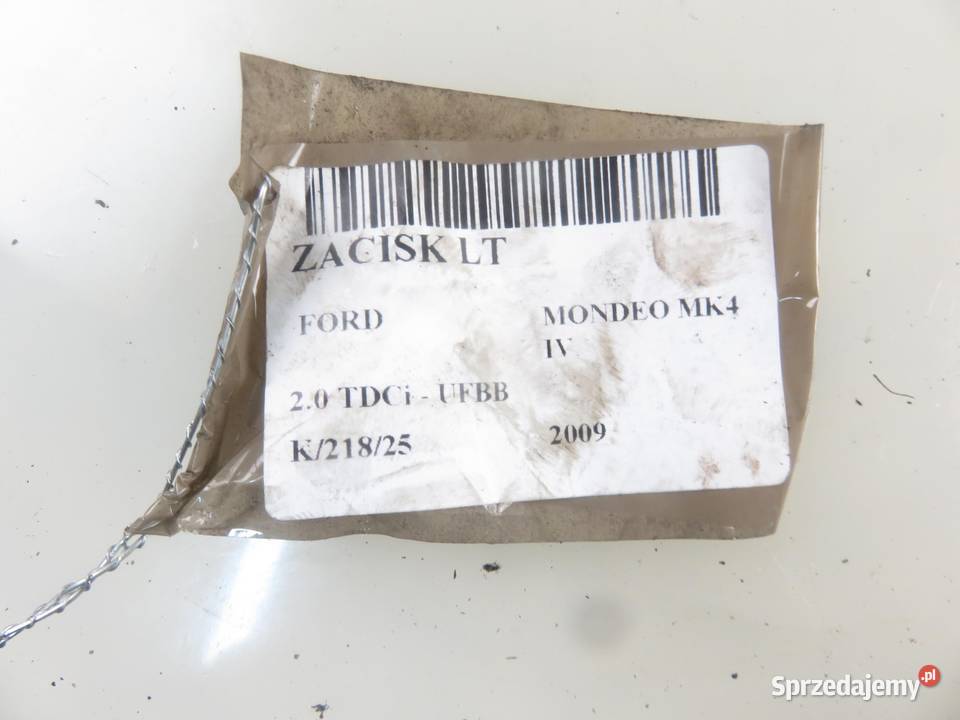 ZACISK LT
FORD
MONDEO MK4
IV
2.0 TDCi - UFBB
K/218/25
2009
Sprzedajemy.pl